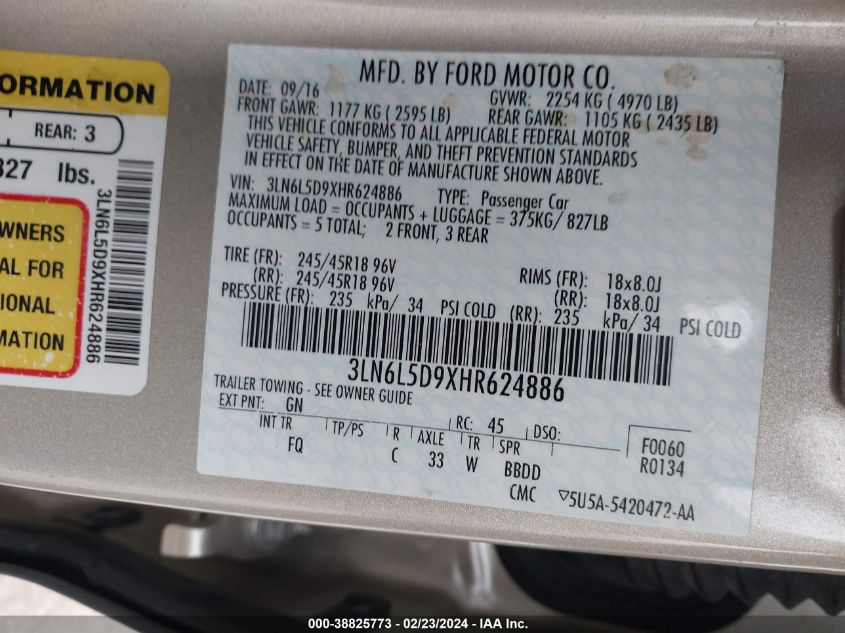 ORMATION
REAR: 3
827 lbs.
3LN6L5D9XHR624886
WNERS
AL FOR
IONAL
MATION
MFD. BY FORD MOTOR CO.
DATE: 09/16 GVWR: 2254 KG ( 4970 LB)
FRONT GAWR: 1177 KG ( 2595 LB) REAR GAWR: 1105 KG ( 2435 LB)
THIS VEHICLE CONFORMS TO ALL APPLICABLE FEDERAL MOTOR
VEHICLE SAFETY, BUMPER, AND THEFT PREVENTION STANDARDS
IN EFFECT ON THE DATE OF MANUFACTURE SHOWN ABOVE.
VIN: 3LN6L5D9XHR624886 TYPE: Passenger Car
MAXIMUM LOAD = OCCUPANTS + LUGGAGE = 375KG/ 827LB
OCCUPANTS = 5 TOTAL; 2 FRONT, 3 REAR
TIRE (FR): 245/45R18 96V RIMS (FR): 18x8.0J
(RR): 245/45R18 96V (RR): 18x8.0J
PRESSURE (FR): 235 kPa/ 34 PSI COLD (RR): 235 kPa/ 34 PSI COLD
3LN6L5D9XHR624886
TRAILER TOWING - SEE OWNER GUIDE
EXT PNT: GN RC: 45 DSO: F0060
INT TR TP/PS R AXLE TR SPR R0134
FQ C 33 W BBDD
CMC ▽5U5A-5420472-AA
000-38825773 - 02/23/2024 - IAA Inc.